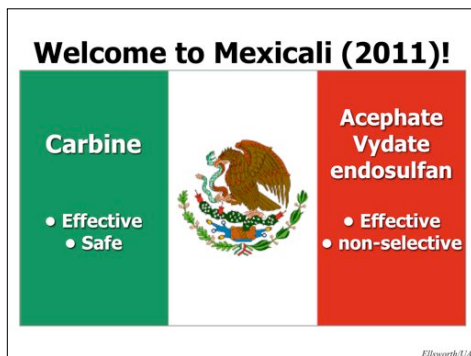 Welcome to Mexicali (2011)!
Carbine
● Effective
● Safe
Acephate
Vydate
endosulfan
● Effective
● non-selective
Ellsworth/UA